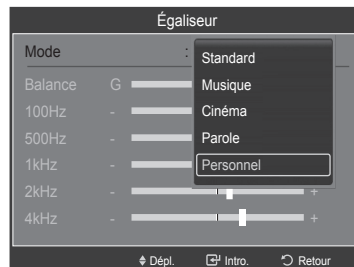 Égaliseur
Mode :
Standard
Musique
Cinéma
Parole
Personnel
Balance G
100Hz -
500Hz -
1kHz -
2kHz - +
4kHz - +
Dépl. Intro. Retour